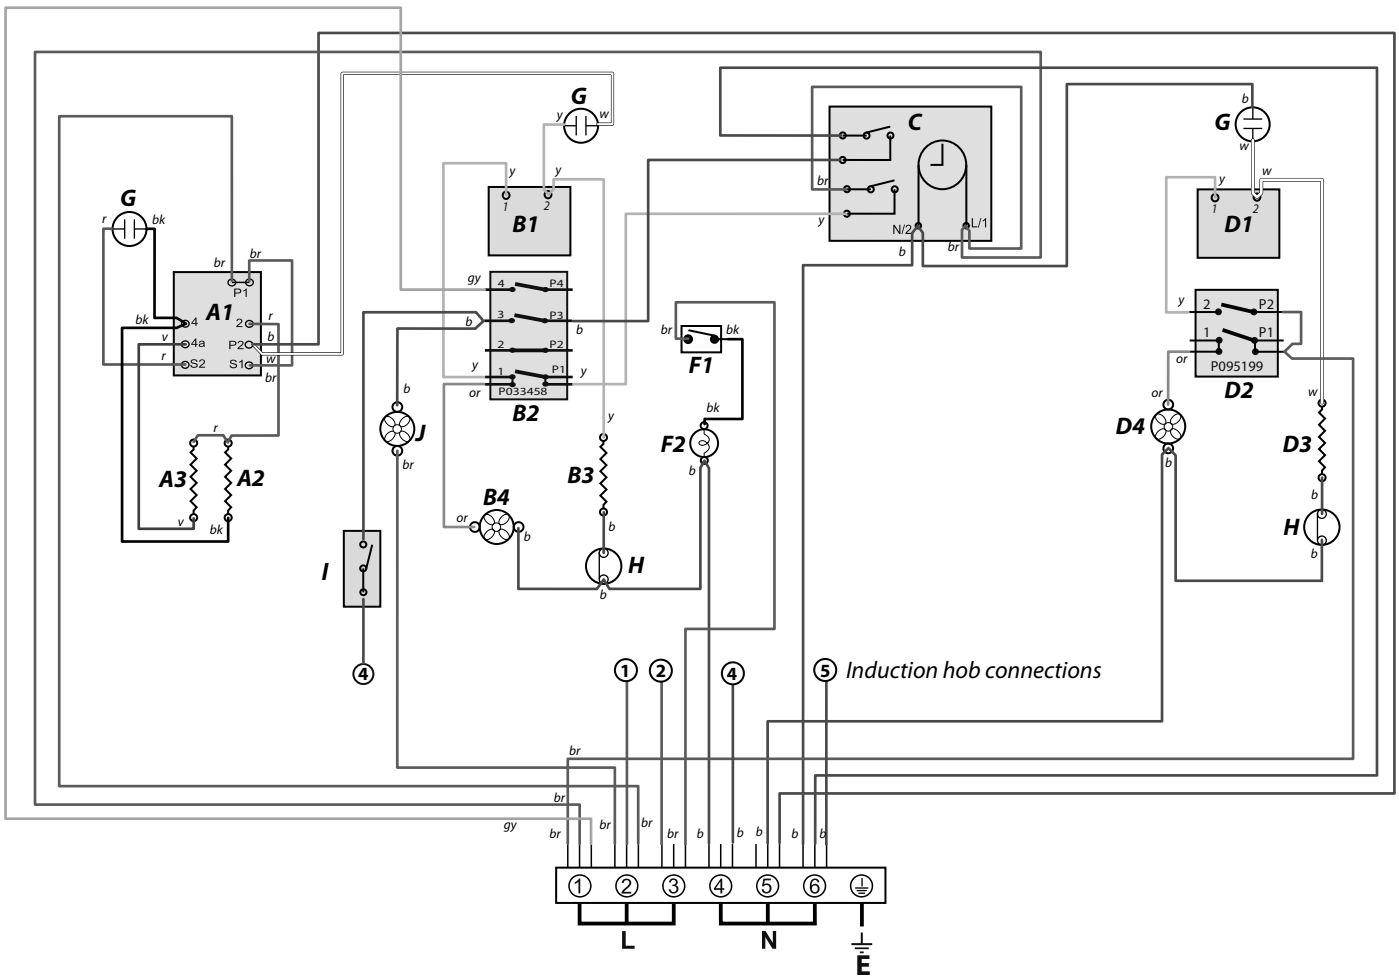 G
y
w
C
b
G
w
y
w
1
2
D1
y
y
1
2
B1
br
y
N/2
L/1
b
br
G
r
bk
br
br
P1
A1
bk
4
2
r
v
4a
P2
b
r
S2
S1
w
br
gy
4
P4
3
P3
b
b
2
P2
y
1
P1
y
or
P033458
B2
br
bk
F1
y
2
P2
1
P1
or
P095199
D2
b
J
br
bk
F2
b
y
B3
b
or
D4
b
w
D3
b
H
b
r
A3
A2
v
bk
B4
or
b
H
b
I
4
1
2
4
5
Induction hob connections
br
br
gy
br
br
br
br
b
b
b
b
b
1
2
3
4
5
6
L
N
E